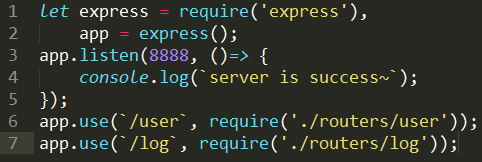 1 let express = require('express'),
2     app = express();
3 app.listen(8888, ()=> {
4     console.log(`server is success~`);
5 });
6 app.use(`/user`, require('./routers/user'));
7 app.use(`/log`, require('./routers/log'));